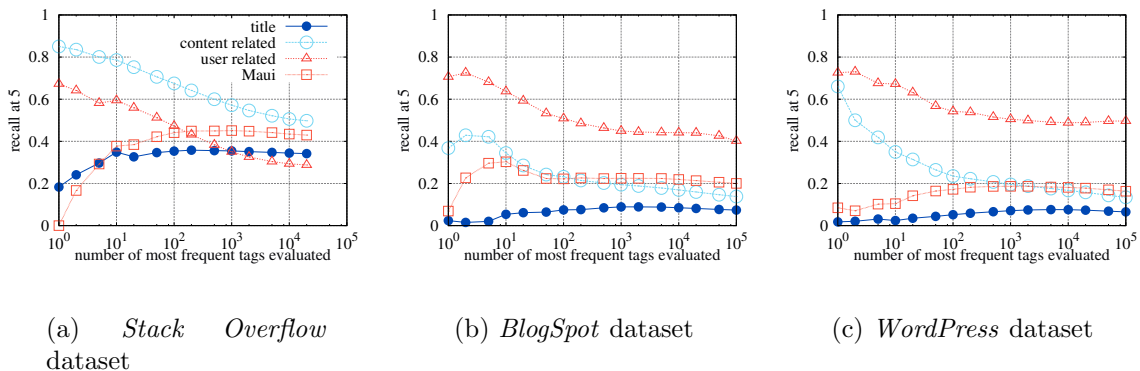 1
0.8
0.6
0.4
0.2
0
recall at 5
title
content related
user related
Maui
10^0 10^1 10^2 10^3 10^4 10^5
number of most frequent tags evaluated
(a) Stack Overflow
dataset
1
0.8
0.6
0.4
0.2
0
recall at 5
10^0 10^1 10^2 10^3 10^4 10^5
number of most frequent tags evaluated
(b) BlogSpot dataset
1
0.8
0.6
0.4
0.2
0
recall at 5
10^0 10^1 10^2 10^3 10^4 10^5
number of most frequent tags evaluated
(c) WordPress dataset